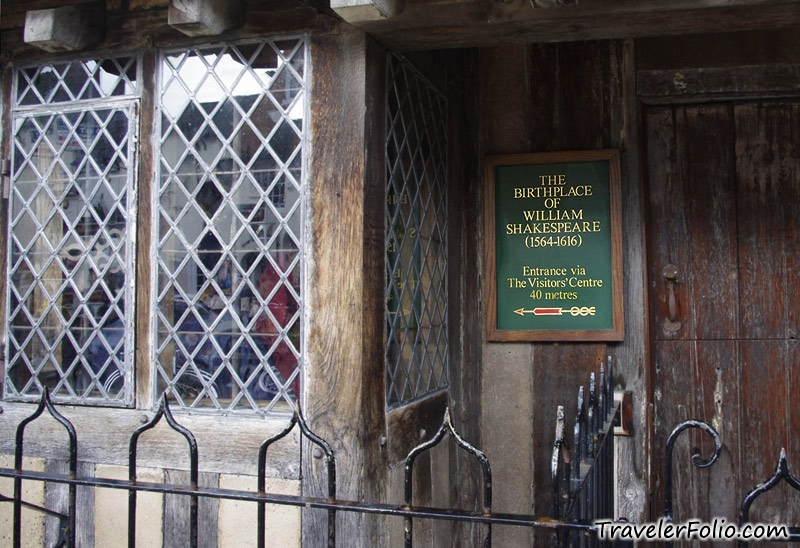 THE
BIRTHPLACE
OF
WILLIAM
SHAKESPEARE
(1564-1616)
Entrance via
The Visitors' Centre
40 metres
TravelerFolio.com